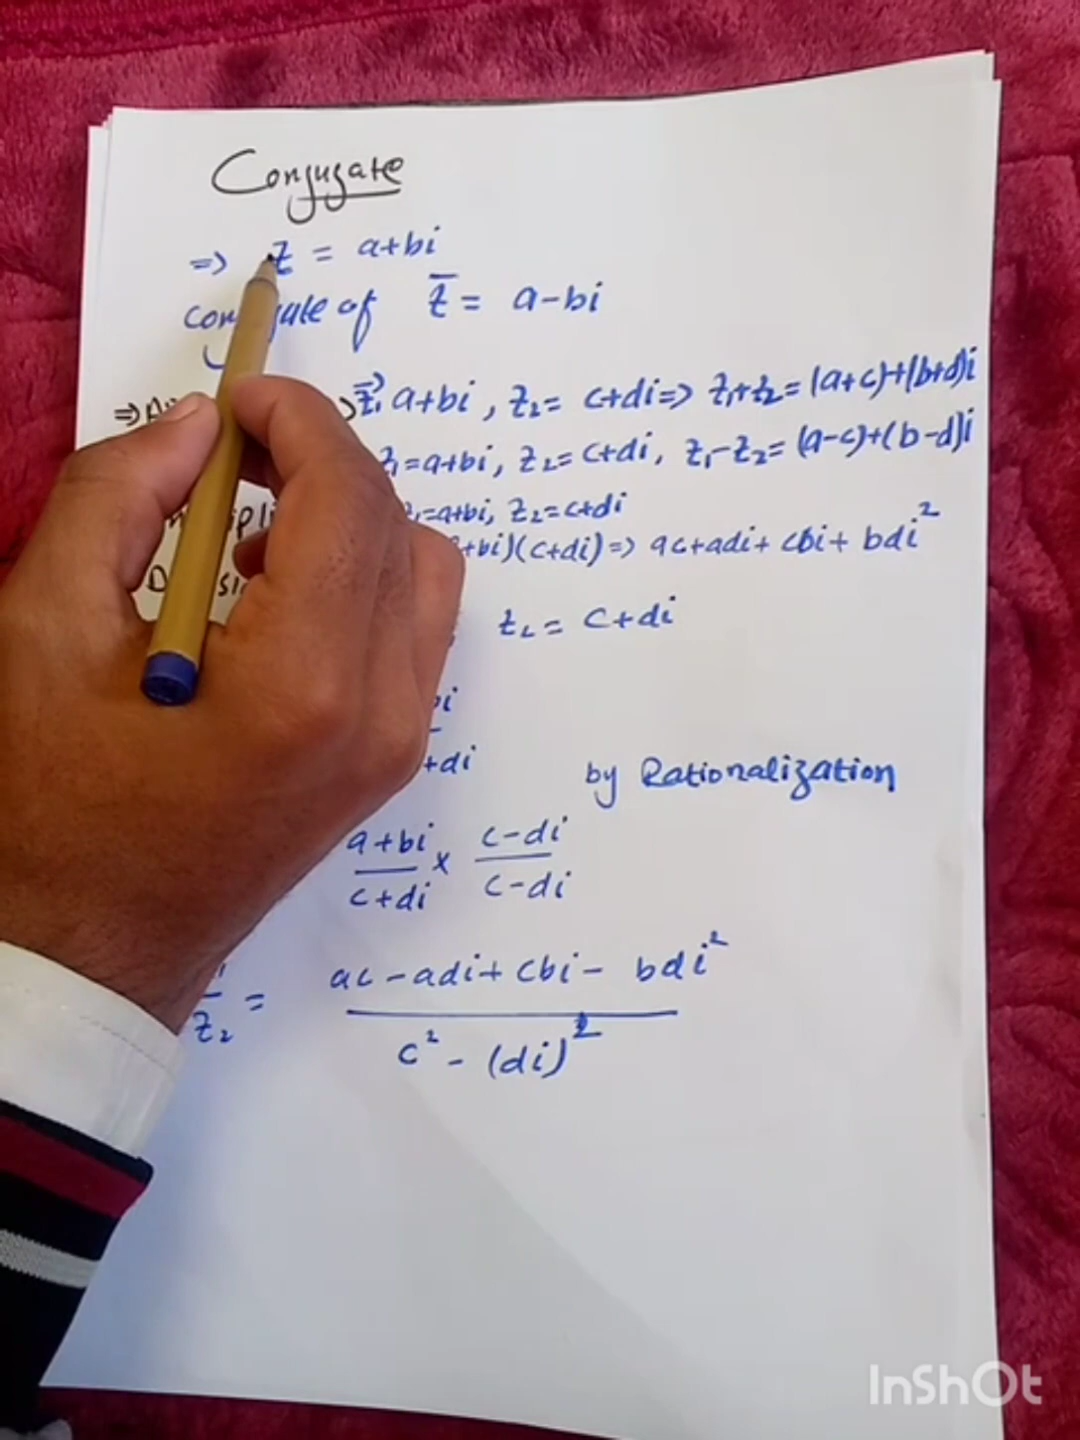 Conjugate
⇒ z = a+bi
of z̄ = a-bi
z₁ a+bi, z₂= c+di⇒ z₁+z₂=(a+c)+(b+d)i
z₁=a+bi, z₂=c+di, z₁-z₂=(a-c)+(b-d)i
=a+bi, z₂=c+di
+bi)(c+di)⇒ ac+adi+cbi+bdi²
z₂= c+di
bi
+di
by Rationalization
a+bi/c+di × c-di/c-di
/z₂ = ac-adi+cbi-bdi²/c²-(di)²
InShOt